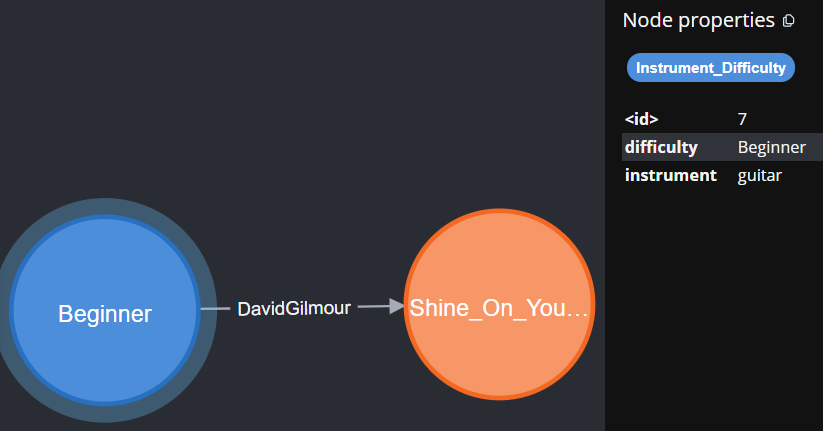 Node properties
Instrument_Difficulty
<id> 7
difficulty Beginner
instrument guitar
Beginner
DavidGilmour
Shine_On_You…